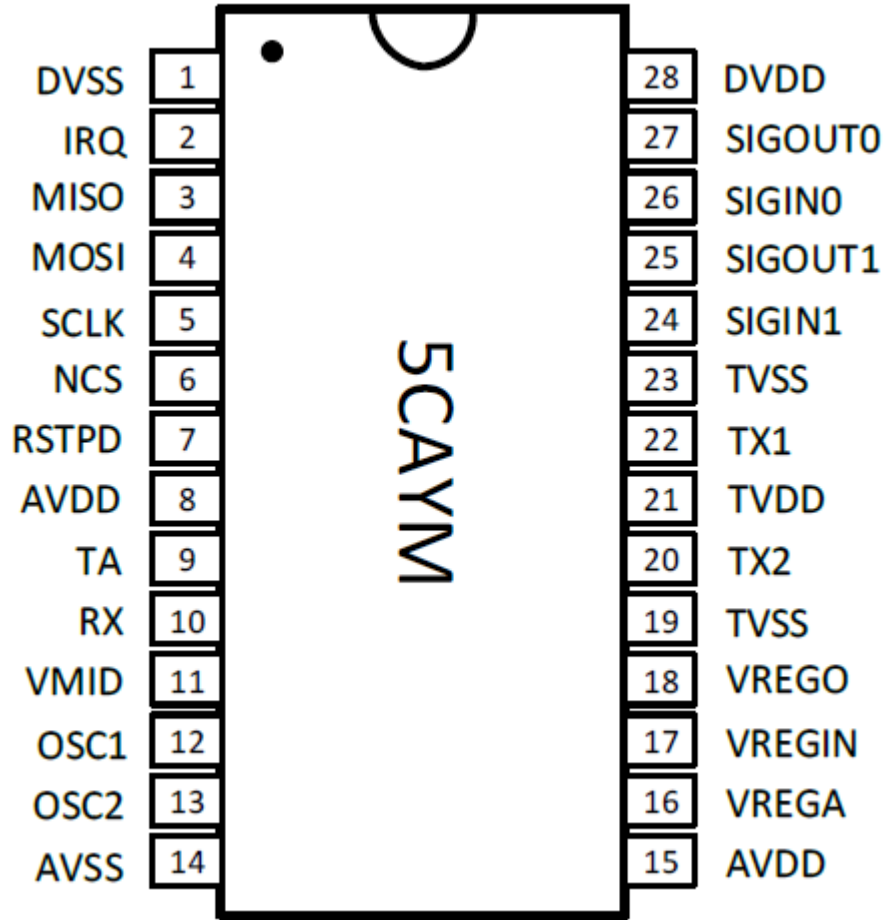 DVSS 1 28 DVDD
IRQ 2 27 SIGOUT0
MISO 3 26 SIGIN0
MOSI 4 25 SIGOUT1
SCLK 5 24 SIGIN1
NCS 6 23 TVSS
RSTPD 7 22 TX1
AVDD 8 21 TVDD
TA 9 20 TX2
RX 10 19 TVSS
VMID 11 18 VREGO
OSC1 12 17 VREGIN
OSC2 13 16 VREGA
AVSS 14 15 AVDD
5CAYM